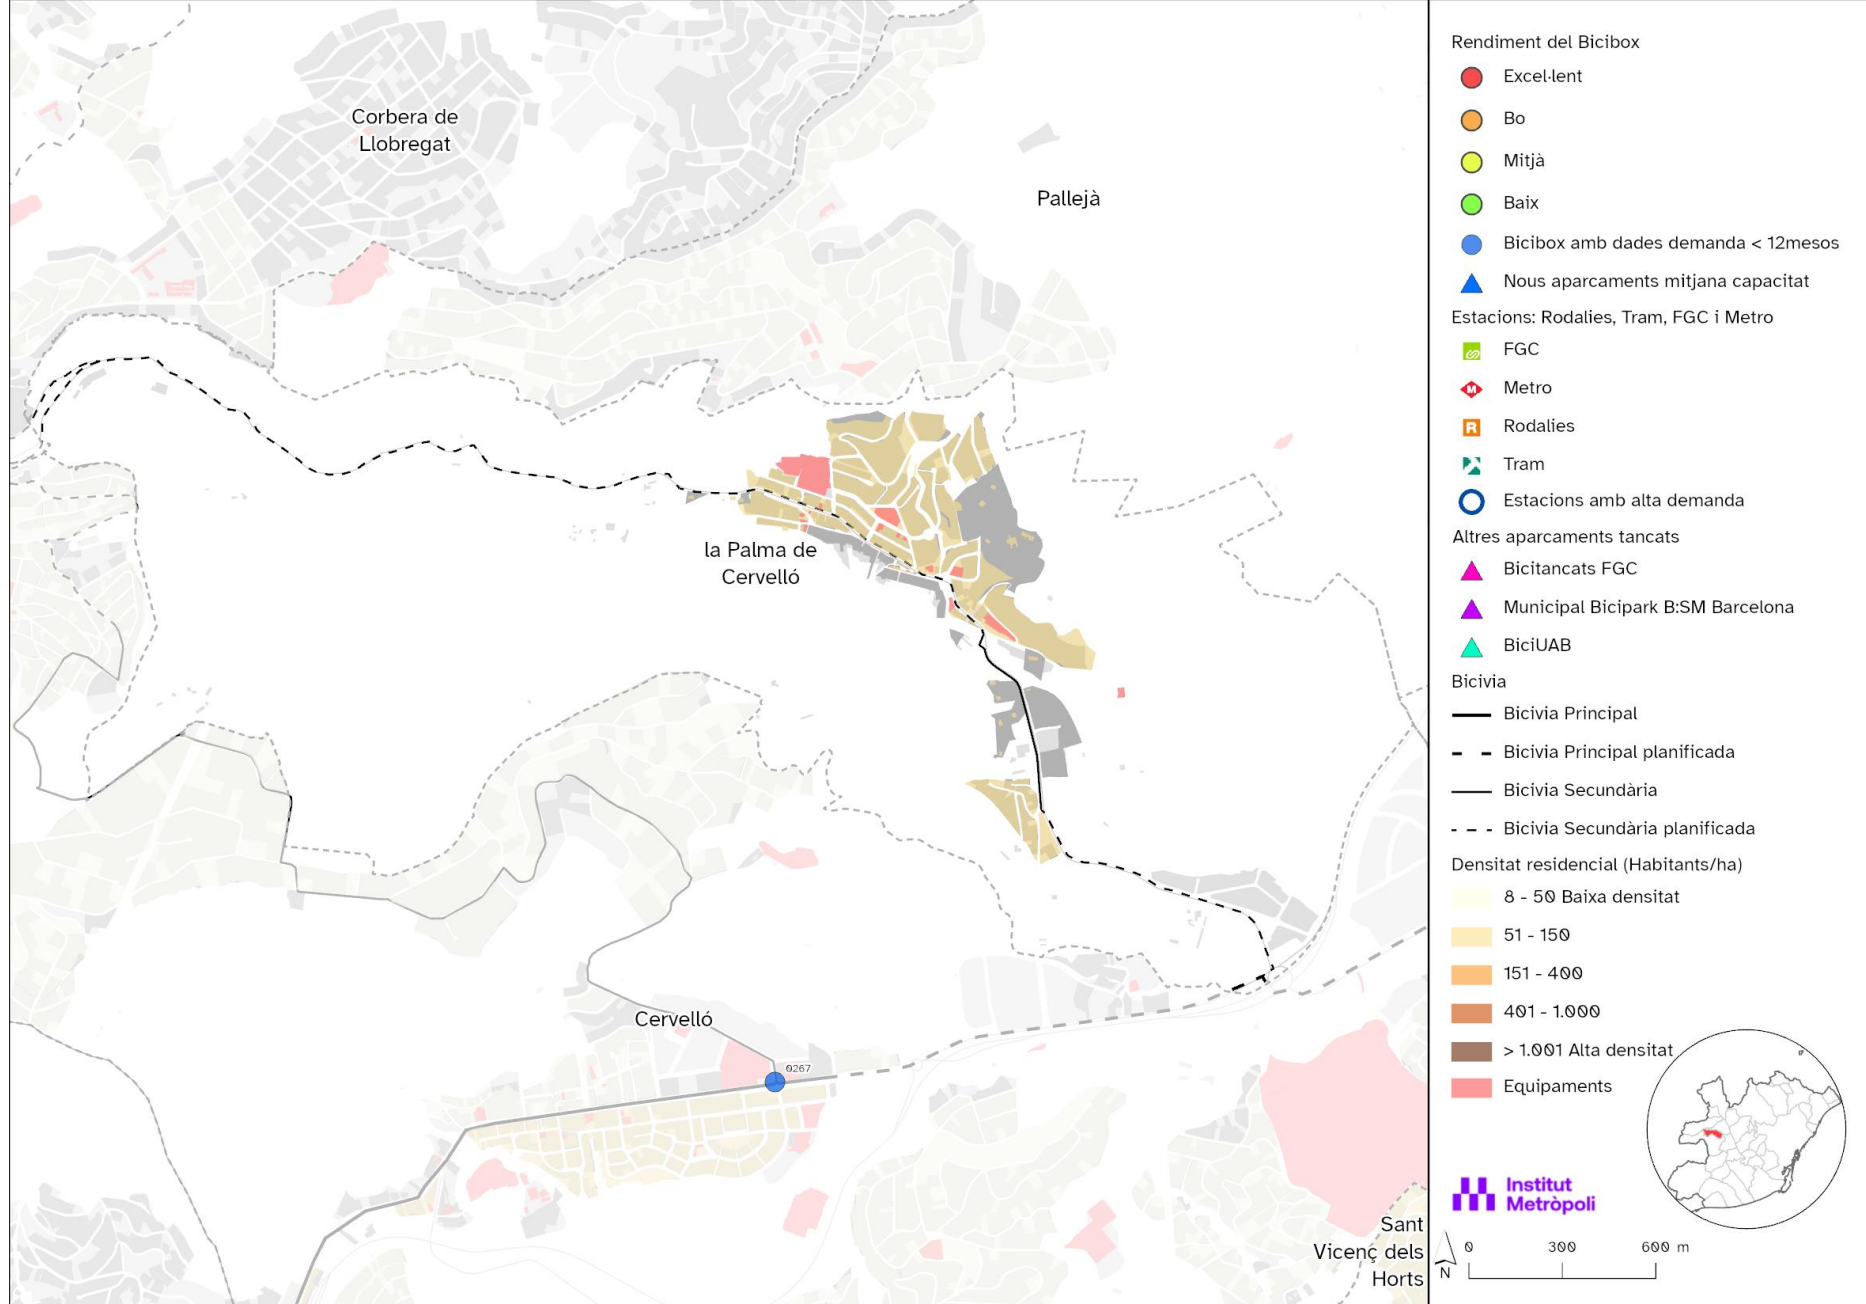 Corbera de
Llobregat
Pallejà
la Palma de
Cervelló
Cervelló
0267
Sant
Vicenç dels
Horts
Rendiment del Bicibox
Excel·lent
Bo
Mitjà
Baix
Bicibox amb dades demanda < 12mesos
Nous aparcaments mitjana capacitat
Estacions: Rodalies, Tram, FGC i Metro
FGC
M
Metro
R
Rodalies
Tram
Estacions amb alta demanda
Altres aparcaments tancats
Bicitancats FGC
Municipal Bicipark B:SM Barcelona
BiciUAB
Bicivia
Bicivia Principal
Bicivia Principal planificada
Bicivia Secundària
Bicivia Secundària planificada
Densitat residencial (Habitants/ha)
8 - 50 Baixa densitat
51 - 150
151 - 400
401 - 1.000
> 1.001 Alta densitat
Equipaments
Institut
Metròpoli
N
0 300 600 m